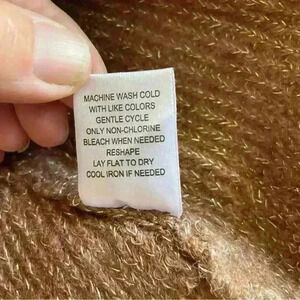 MACHINE WASH COLD
WITH LIKE COLORS
GENTLE CYCLE
ONLY NON-CHLORINE
BLEACH WHEN NEEDED
RESHAPE
LAY FLAT TO DRY
COOL IRON IF NEEDED